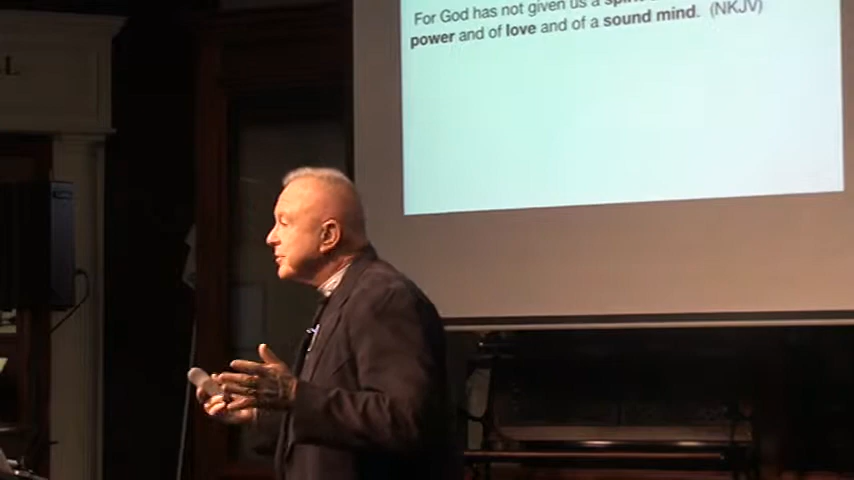 For God has not given us a
power and of love and of a sound mind. (NKJV)
L